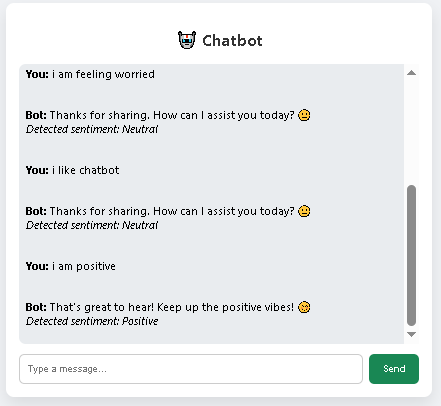 🤖 Chatbot
You: i am feeling worried
Bot: Thanks for sharing. How can I assist you today? 😐
Detected sentiment: Neutral
You: i like chatbot
Bot: Thanks for sharing. How can I assist you today? 😐
Detected sentiment: Neutral
You: i am positive
Bot: That's great to hear! Keep up the positive vibes! 😊
Detected sentiment: Positive
Type a message...
Send